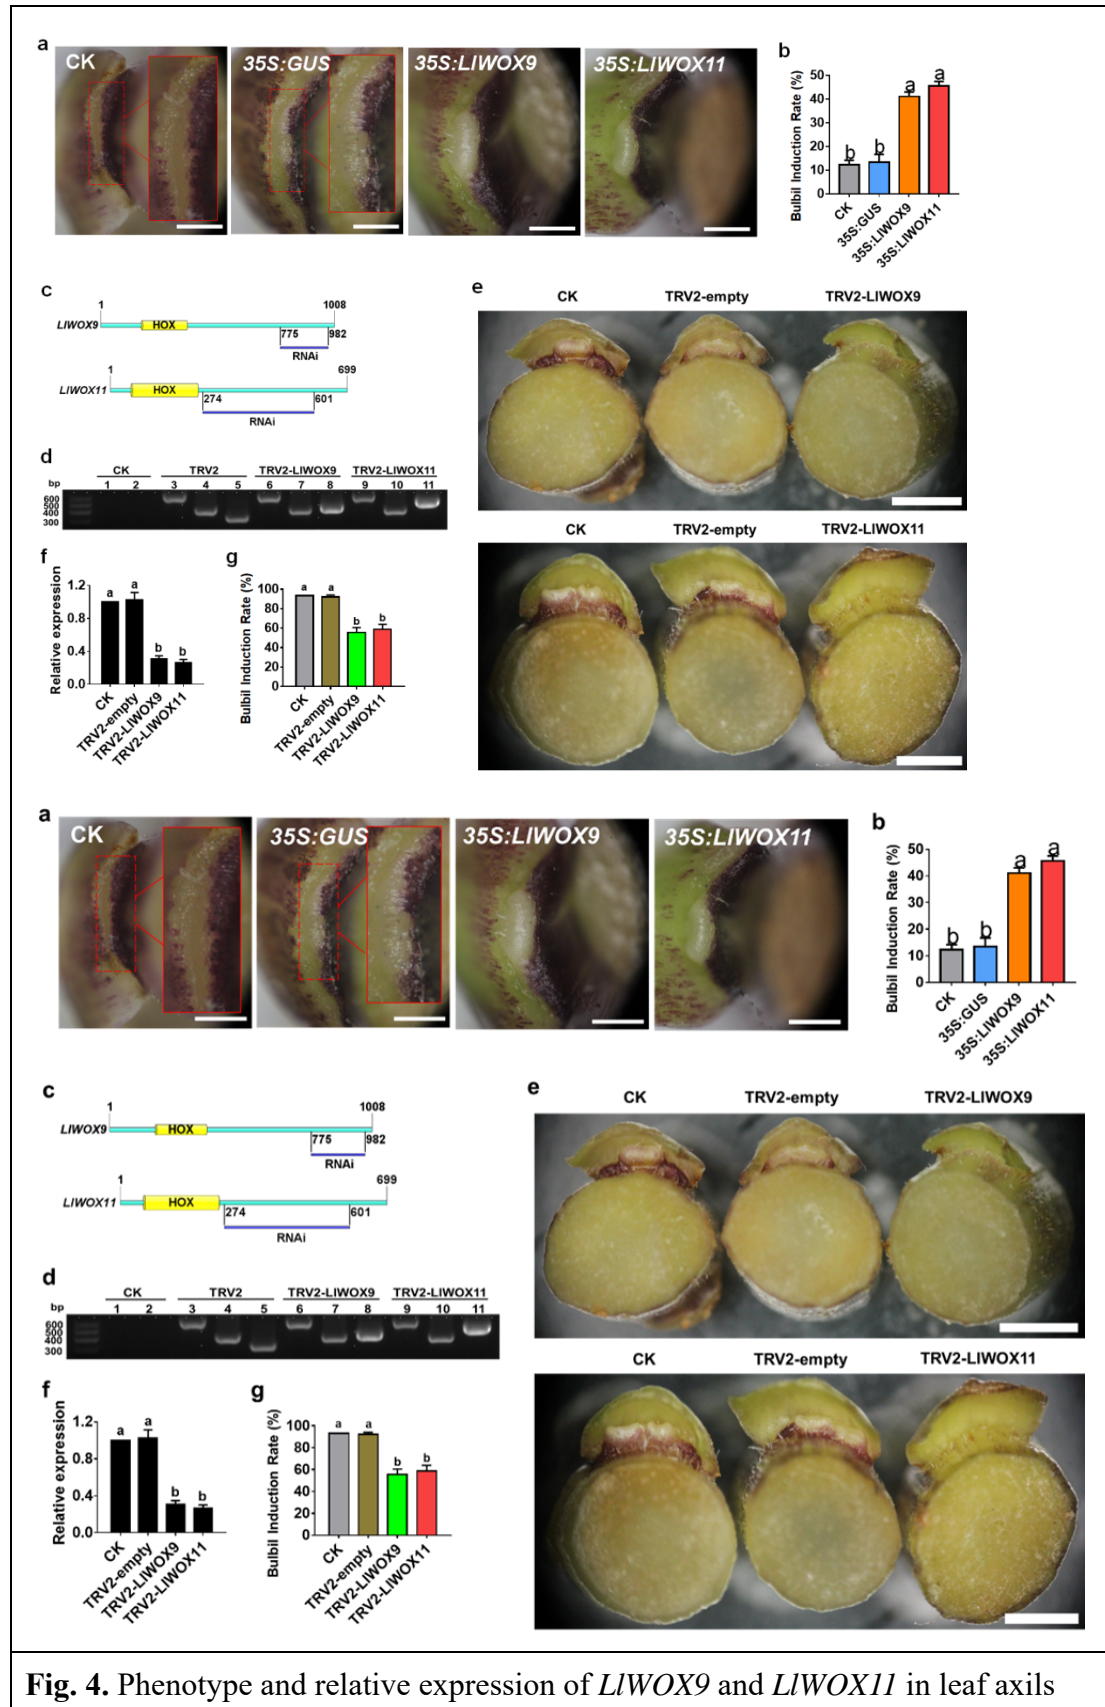 a
CK
35S:GUS
35S:LlWOX9
35S:LlWOX11
b
Bulbil Induction Rate (%)
50
40
30
20
10
0
b
b
a
a
CK
35S:GUS
35S:LlWOX9
35S:LlWOX11
c
1
1008
LlWOX9
HOX
775
982
RNAi
1
699
LlWOX11
HOX
274
601
RNAi
d
CK
TRV2
TRV2-LlWOX9
TRV2-LlWOX11
bp
1 2 3 4 5 6 7 8 9 10 11
600
500
400
300
e
CK
TRV2-empty
TRV2-LlWOX9
CK
TRV2-empty
TRV2-LlWOX11
f
Relative expression
1.2
0.8
0.4
0.0
a
a
b
b
CK
TRV2-empty
TRV2-LlWOX9
TRV2-LlWOX11
g
Bulbil Induction Rate (%)
100
80
60
40
20
0
a
a
b
b
CK
TRV2-empty
TRV2-LlWOX9
TRV2-LlWOX11
a
CK
35S:GUS
35S:LlWOX9
35S:LlWOX11
b
Bulbil Induction Rate (%)
50
40
30
20
10
0
b
b
a
a
CK
35S:GUS
35S:LlWOX9
35S:LlWOX11
c
1
1008
LlWOX9
HOX
775
982
RNAi
1
699
LlWOX11
HOX
274
601
RNAi
d
CK
TRV2
TRV2-LlWOX9
TRV2-LlWOX11
bp
1 2 3 4 5 6 7 8 9 10 11
600
500
400
300
e
CK
TRV2-empty
TRV2-LlWOX9
CK
TRV2-empty
TRV2-LlWOX11
f
Relative expression
1.2
0.8
0.4
0.0
a
a
b
b
CK
TRV2-empty
TRV2-LlWOX9
TRV2-LlWOX11
g
Bulbil Induction Rate (%)
100
80
60
40
20
0
a
a
b
b
CK
TRV2-empty
TRV2-LlWOX9
TRV2-LlWOX11
Fig. 4. Phenotype and relative expression of LlWOX9 and LlWOX11 in leaf axils